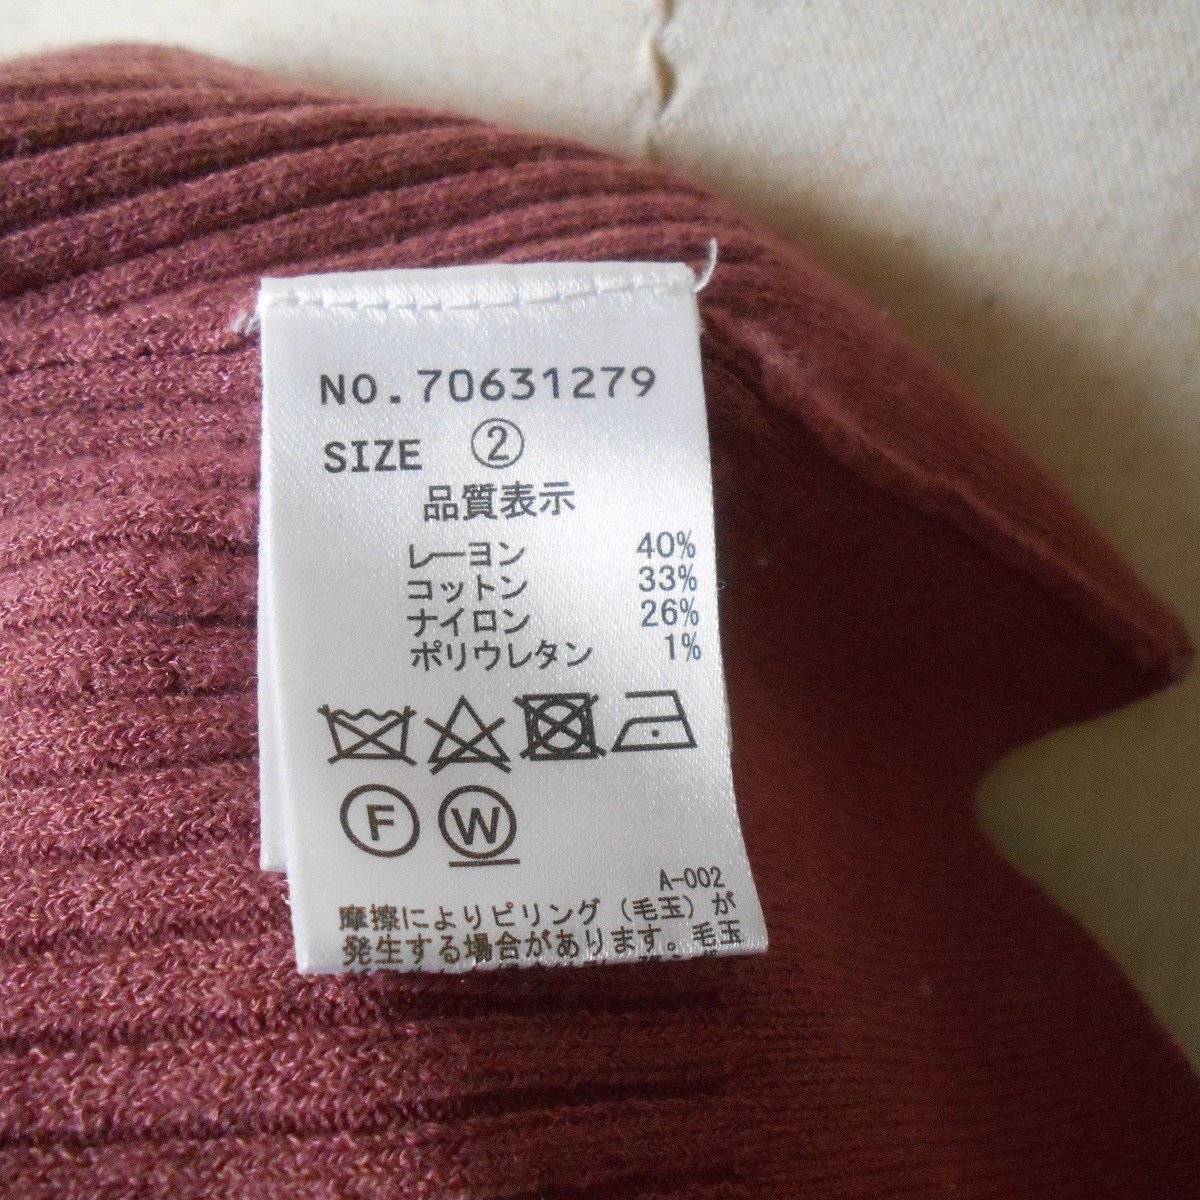 NO.70631279
SIZE ②
品質表示
レーヨン 40%
コットン 33%
ナイロン 26%
ポリウレタン 1%
F W
A-002
摩擦によりピリング(毛玉)が
発生する場合があります。毛玉